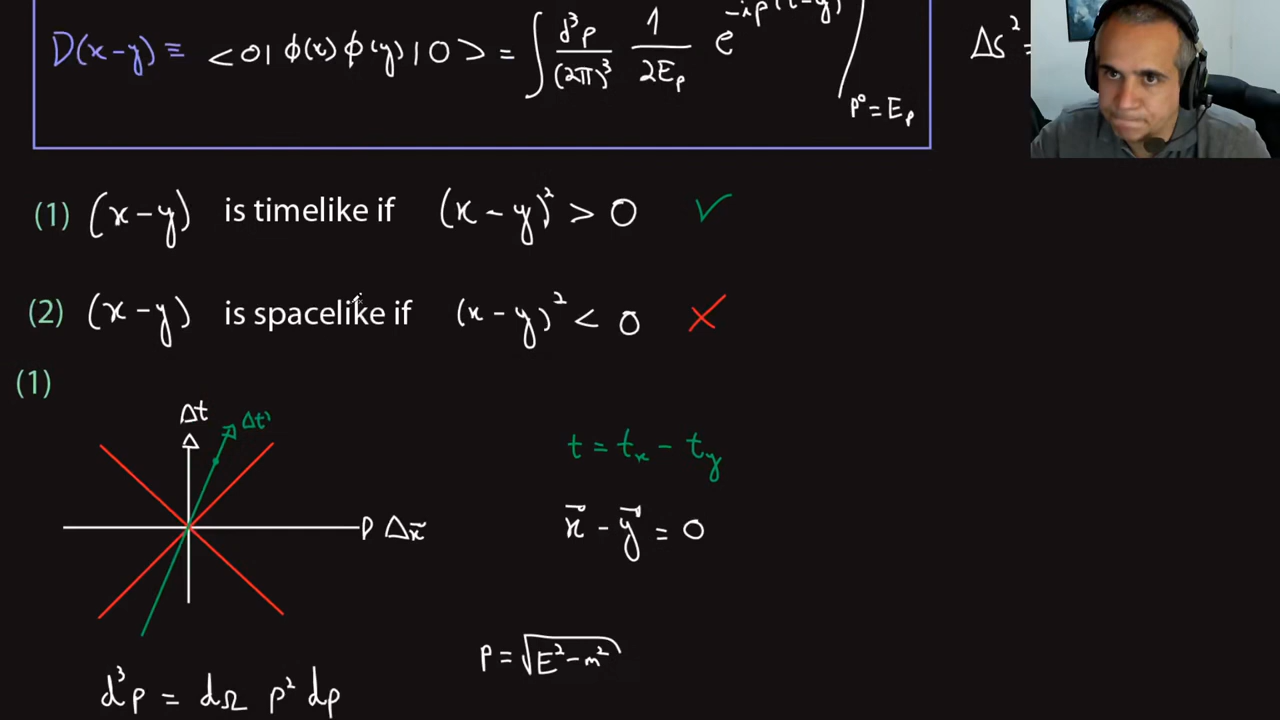 D(x-y) ≡ <0| ϕ(x) ϕ(y) |0> = ∫ d³p/(2π)³ 1/2E_p e^{-ip(x-y)} |_{p⁰=E_p}
Δs² =
(1) (x-y) is timelike if (x-y)² > 0 ✓
(2) (x-y) is spacelike if (x-y)² < 0 ✗
(1)
Δt
Δt'
t = t_x - t_y
Δx⃗
x⃗ - y⃗ = 0
p = √(E²-m²)
d³p = dΩ p² dp